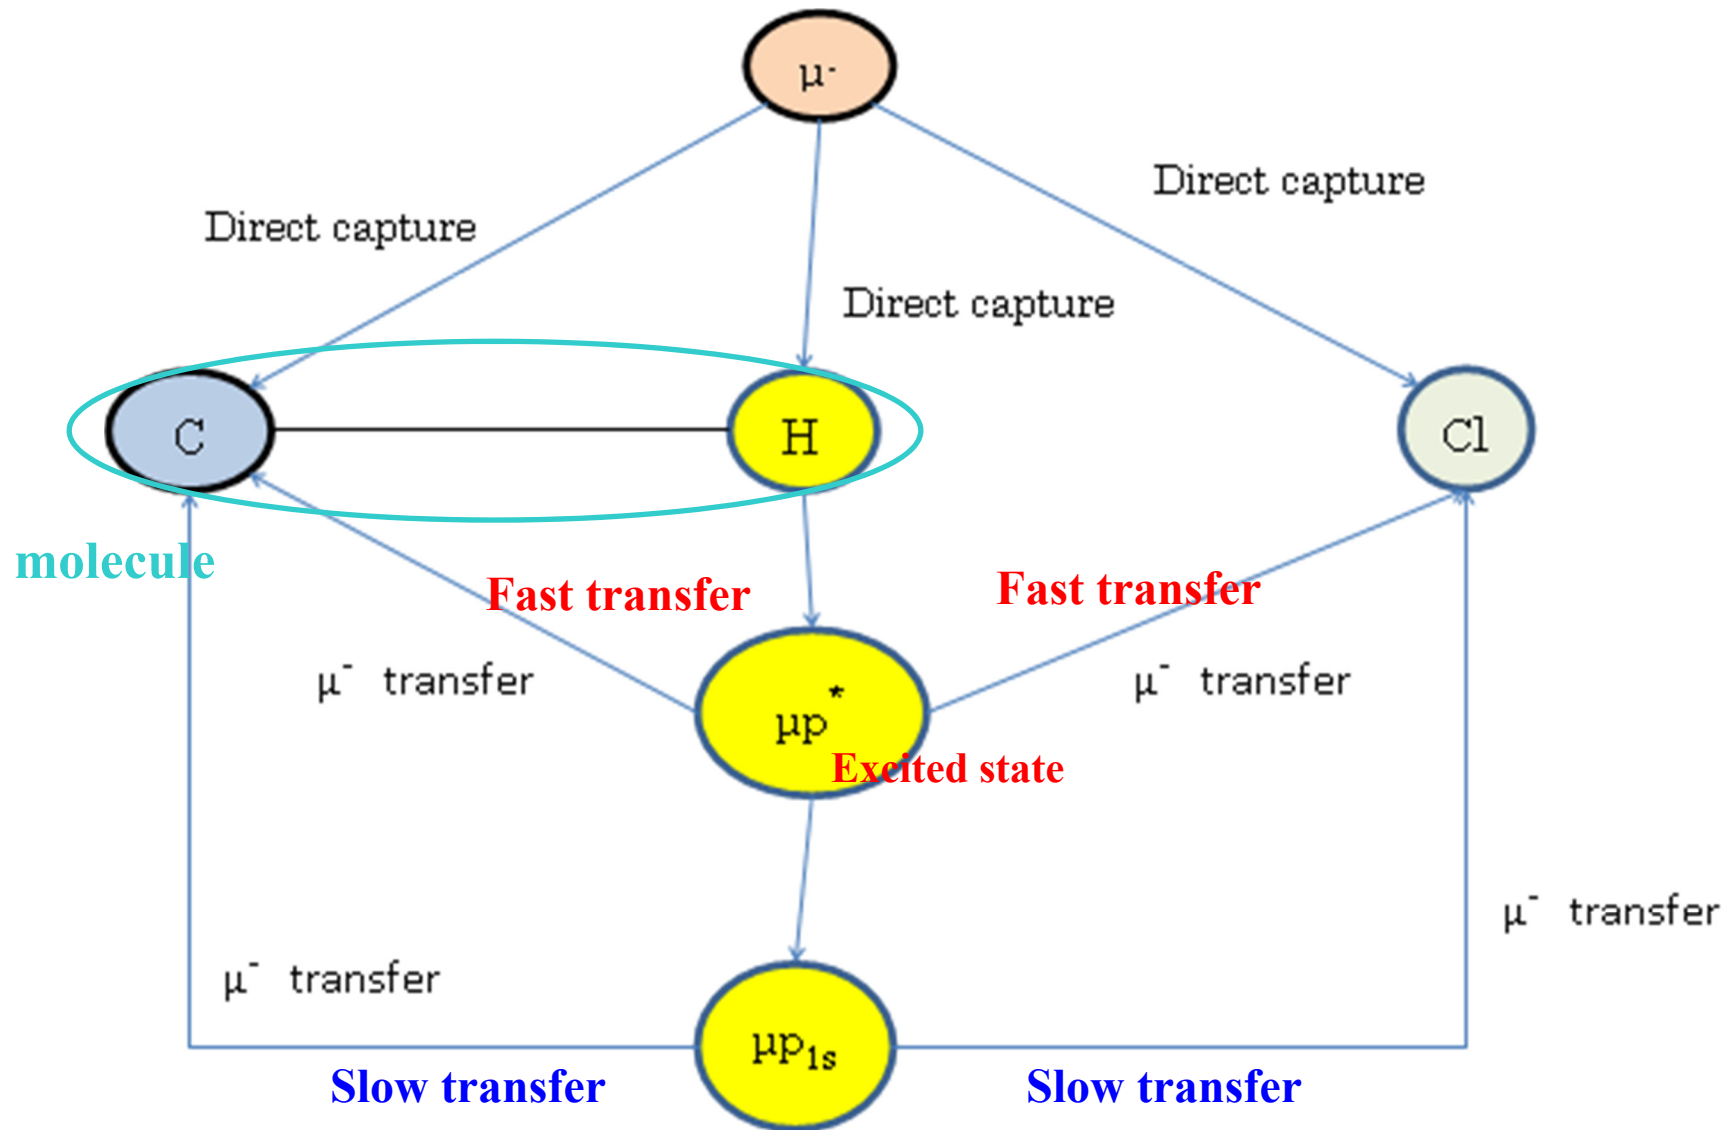 μ-
Direct capture
Direct capture
Direct capture
C
H
Cl
molecule
Fast transfer
Fast transfer
μ- transfer
μ- transfer
μp*
Excited state
μ- transfer
μ- transfer
μp1s
Slow transfer
Slow transfer